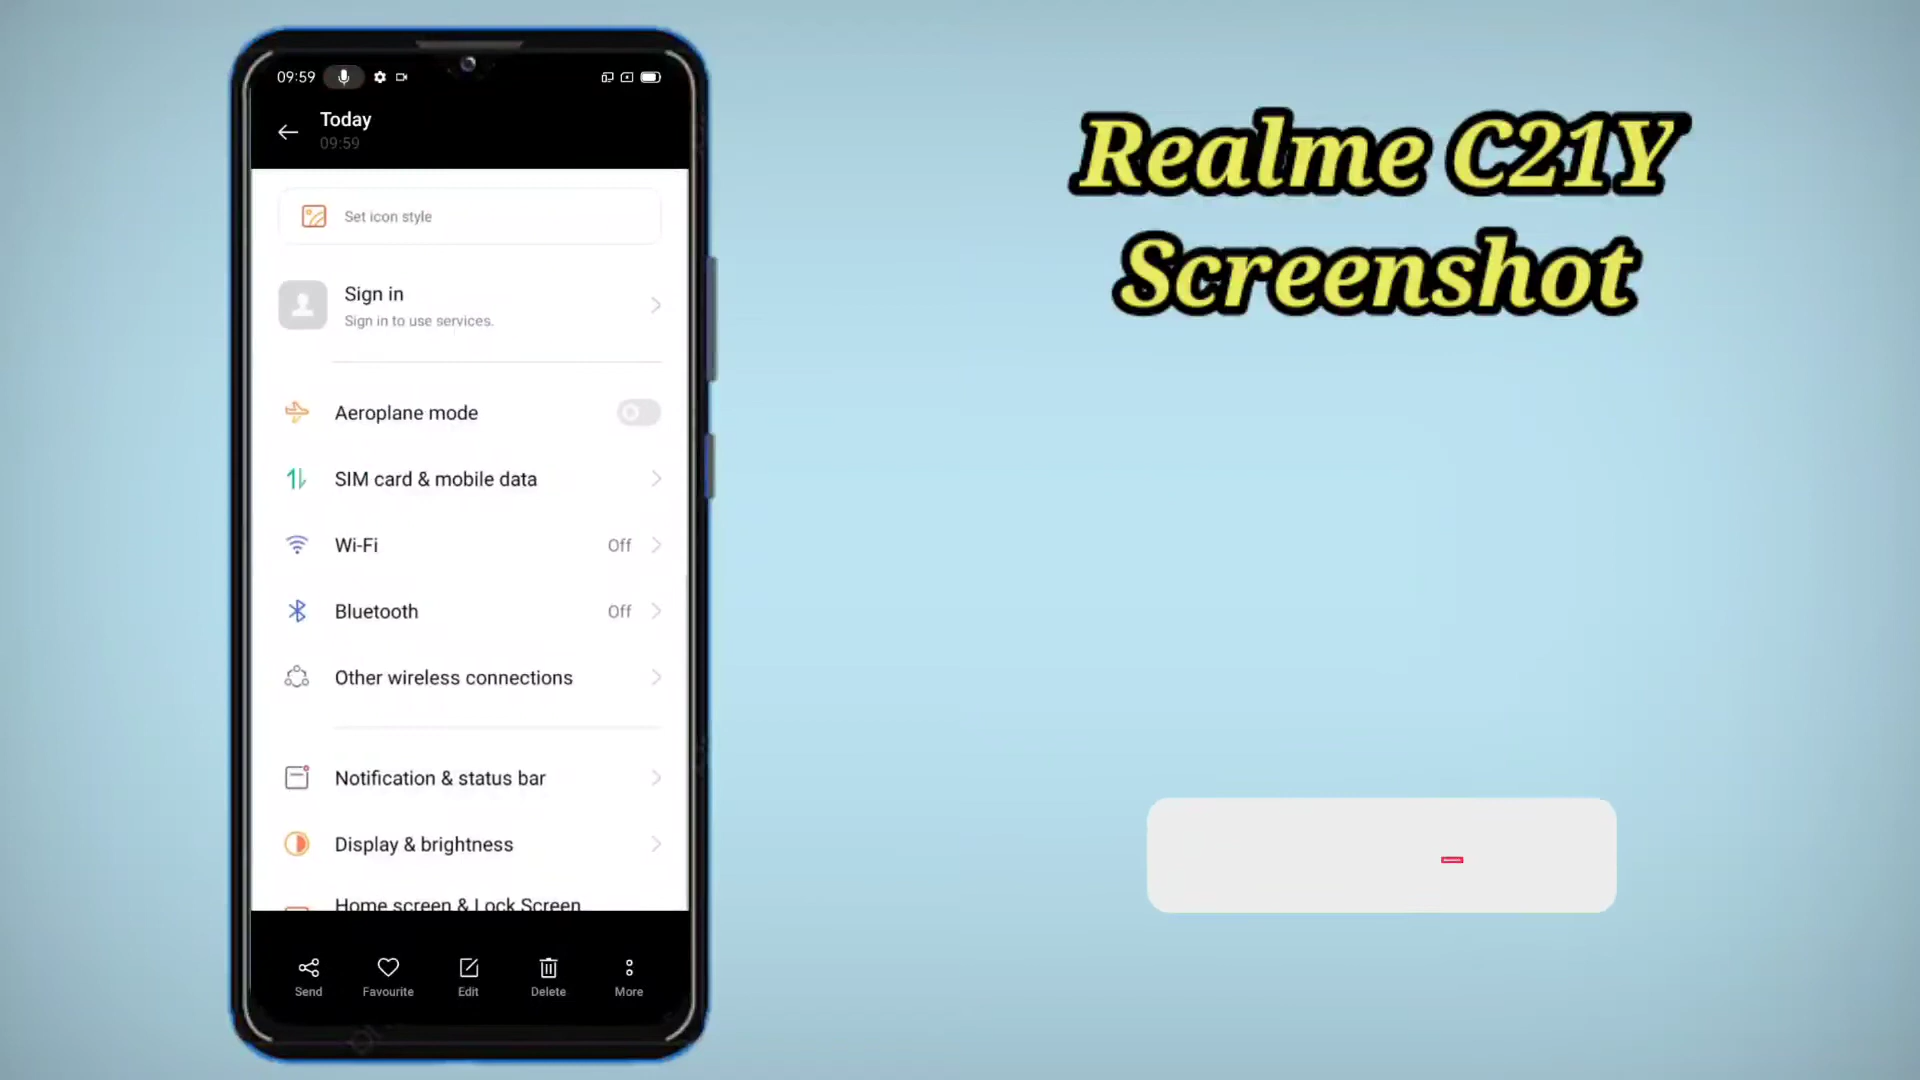 09:59
Today
09:59
Set icon style
Sign in
Sign in to use services.
Aeroplane mode
SIM card & mobile data
Wi-Fi Off
Bluetooth Off
Other wireless connections
Notification & status bar
Display & brightness
Home screen & Lock Screen
Send Favourite Edit Delete More
Realme C21Y
Screenshot